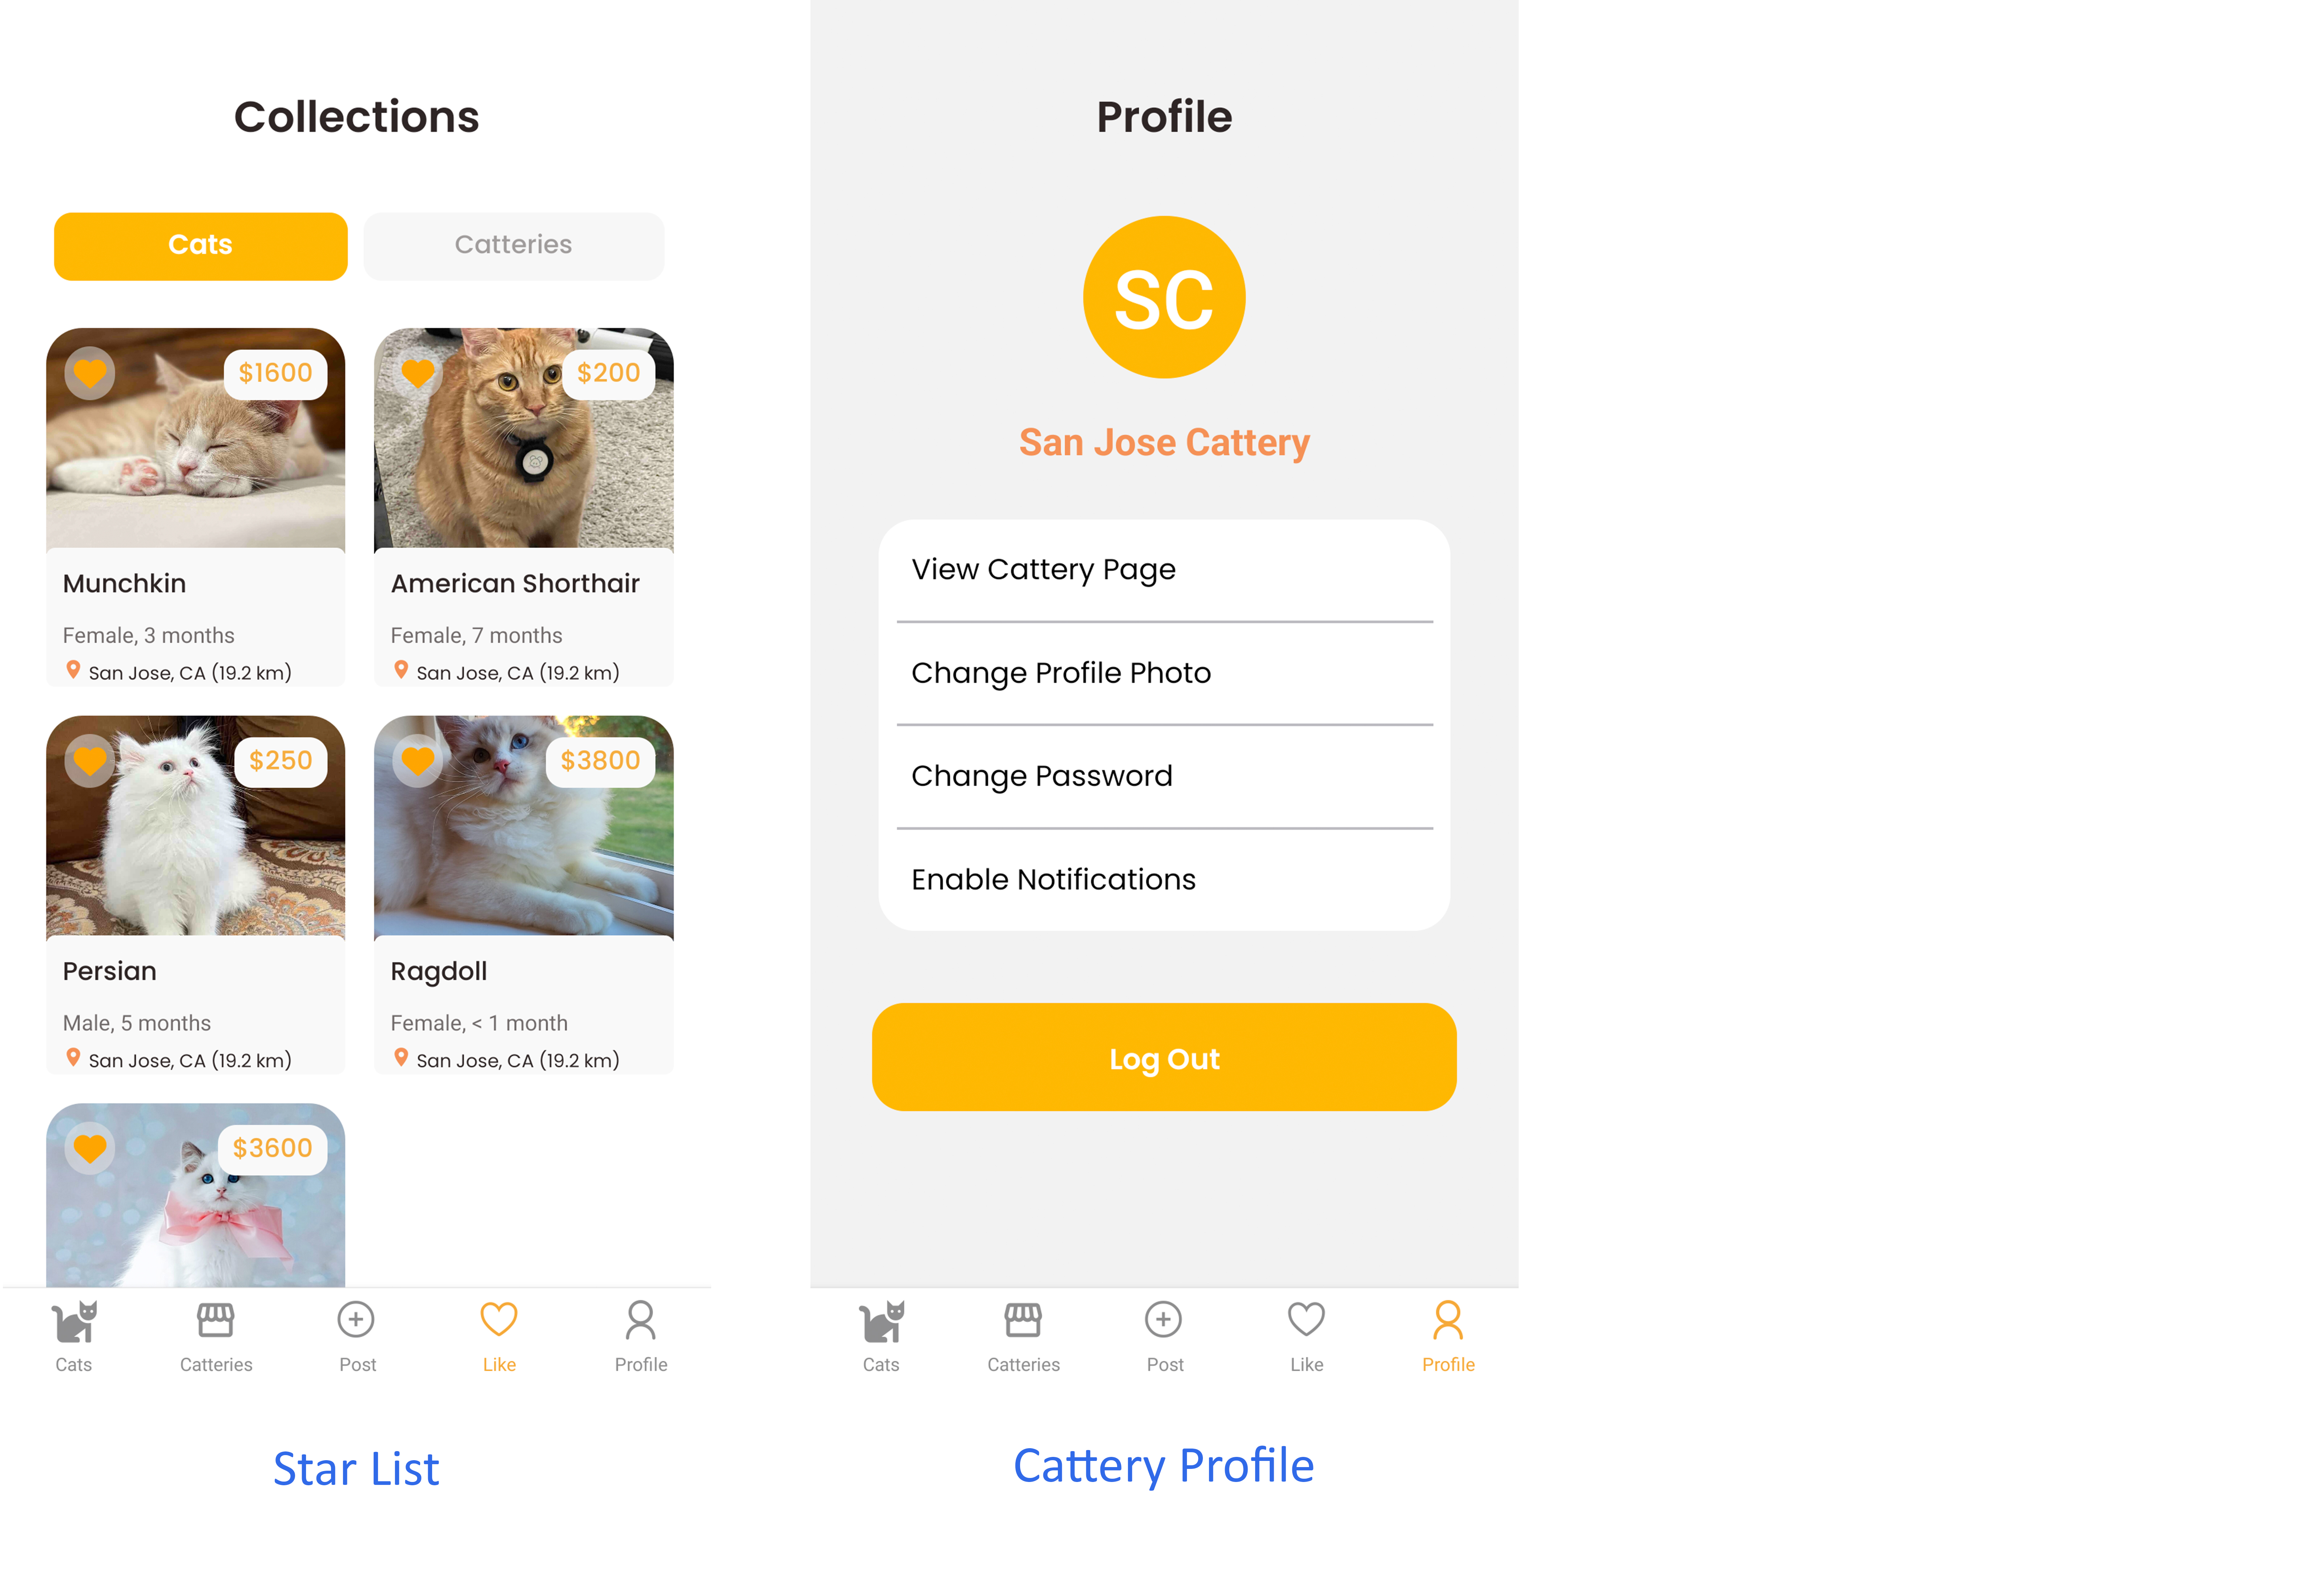 Collections
Cats
Catteries
$1600
$200
Munchkin
Female, 3 months
San Jose, CA (19.2 km)
American Shorthair
Female, 7 months
San Jose, CA (19.2 km)
$250
$3800
Persian
Male, 5 months
San Jose, CA (19.2 km)
Ragdoll
Female, < 1 month
San Jose, CA (19.2 km)
$3600
Cats
Catteries
Post
Like
Profile
Star List
Profile
SC
San Jose Cattery
View Cattery Page
Change Profile Photo
Change Password
Enable Notifications
Log Out
Cats
Catteries
Post
Like
Profile
Cattery Profile